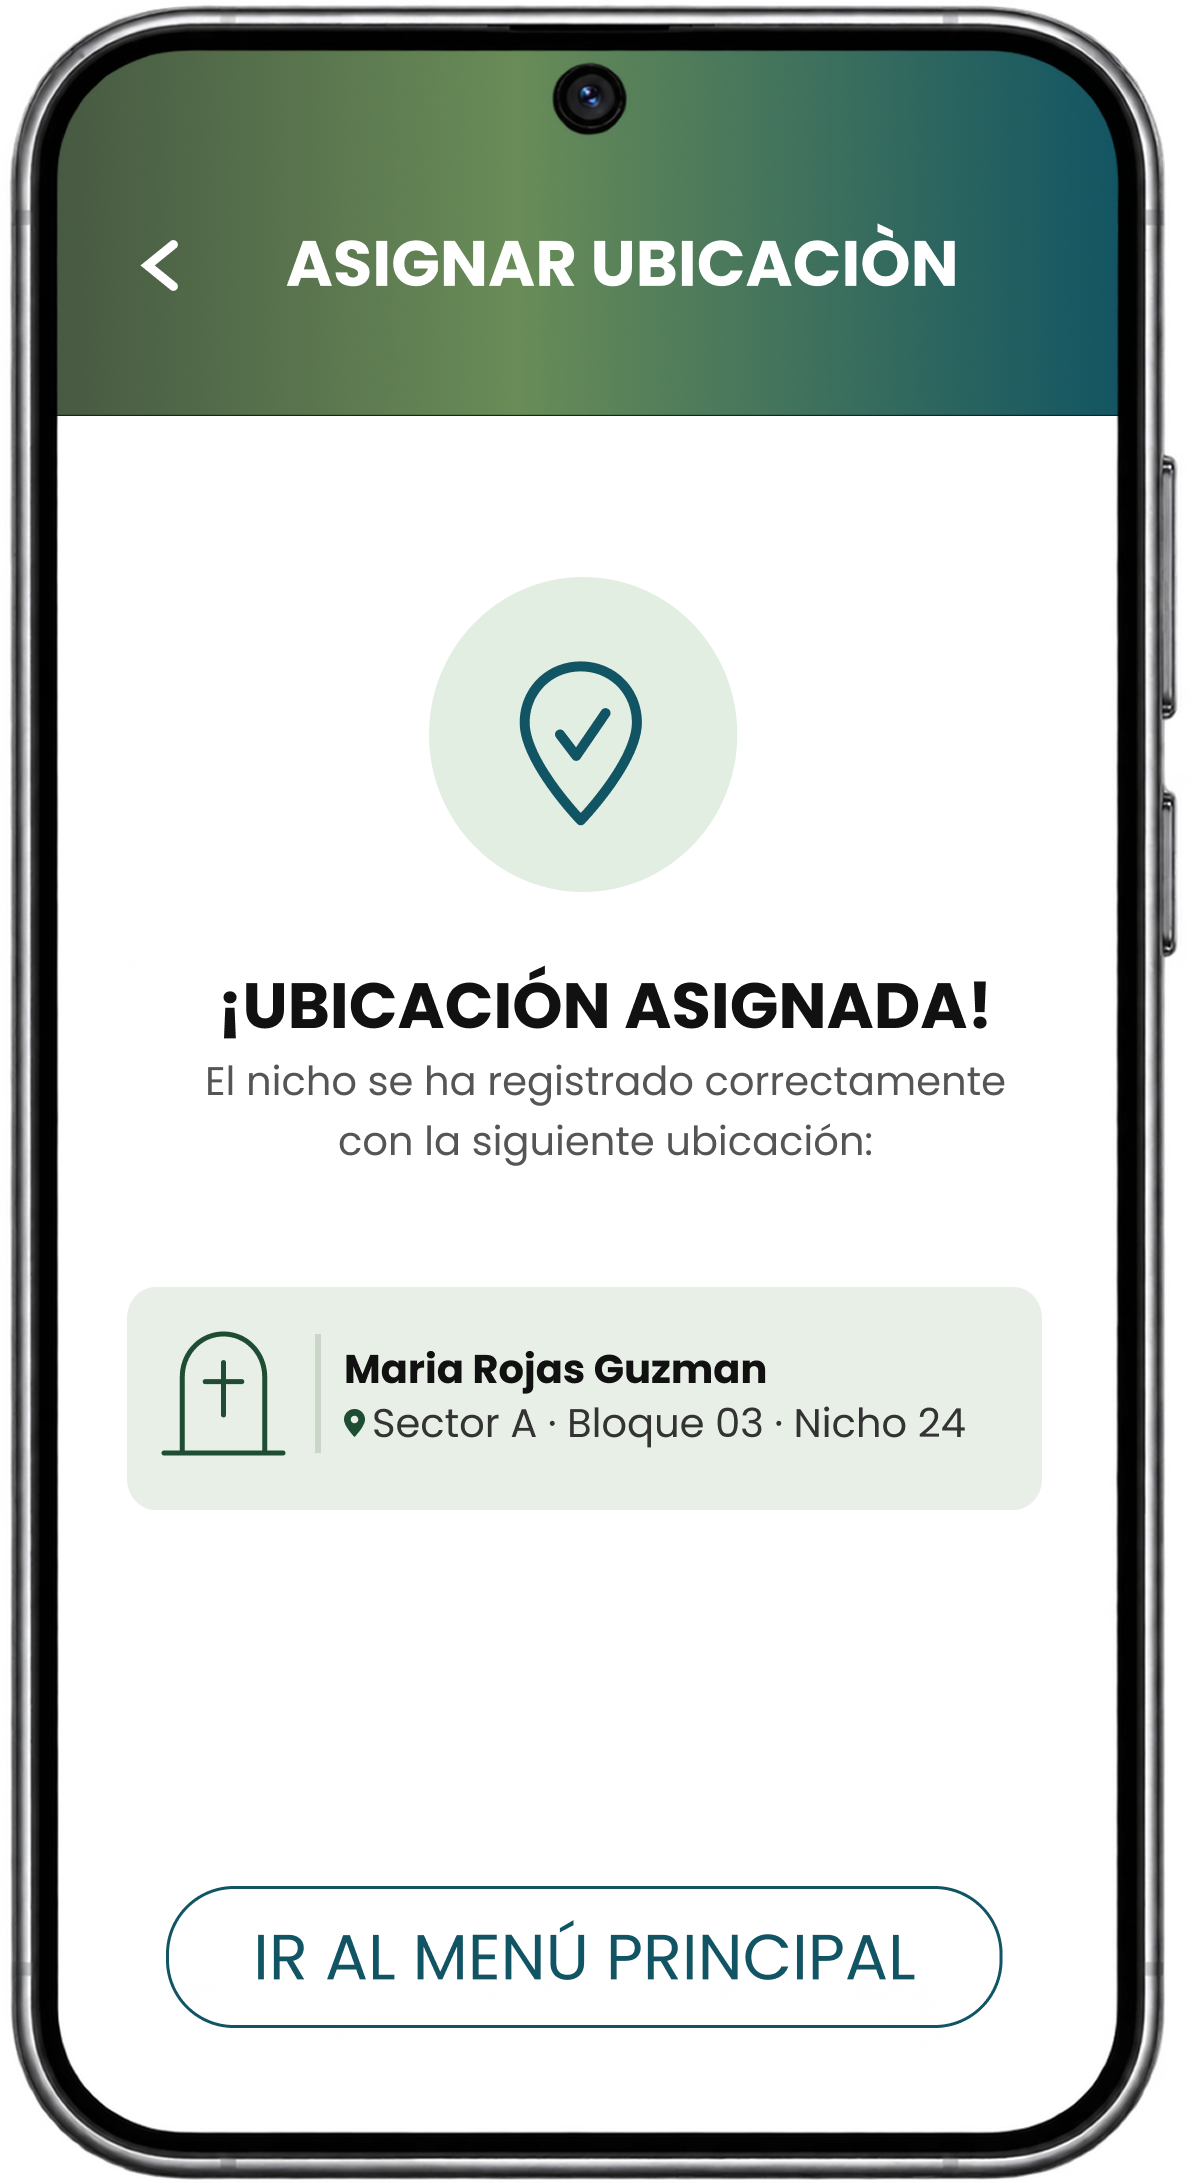 ASIGNAR UBICACIÒN
¡UBICACIÓN ASIGNADA!
El nicho se ha registrado correctamente
con la siguiente ubicación:
Maria Rojas Guzman
Sector A · Bloque 03 · Nicho 24
IR AL MENÚ PRINCIPAL